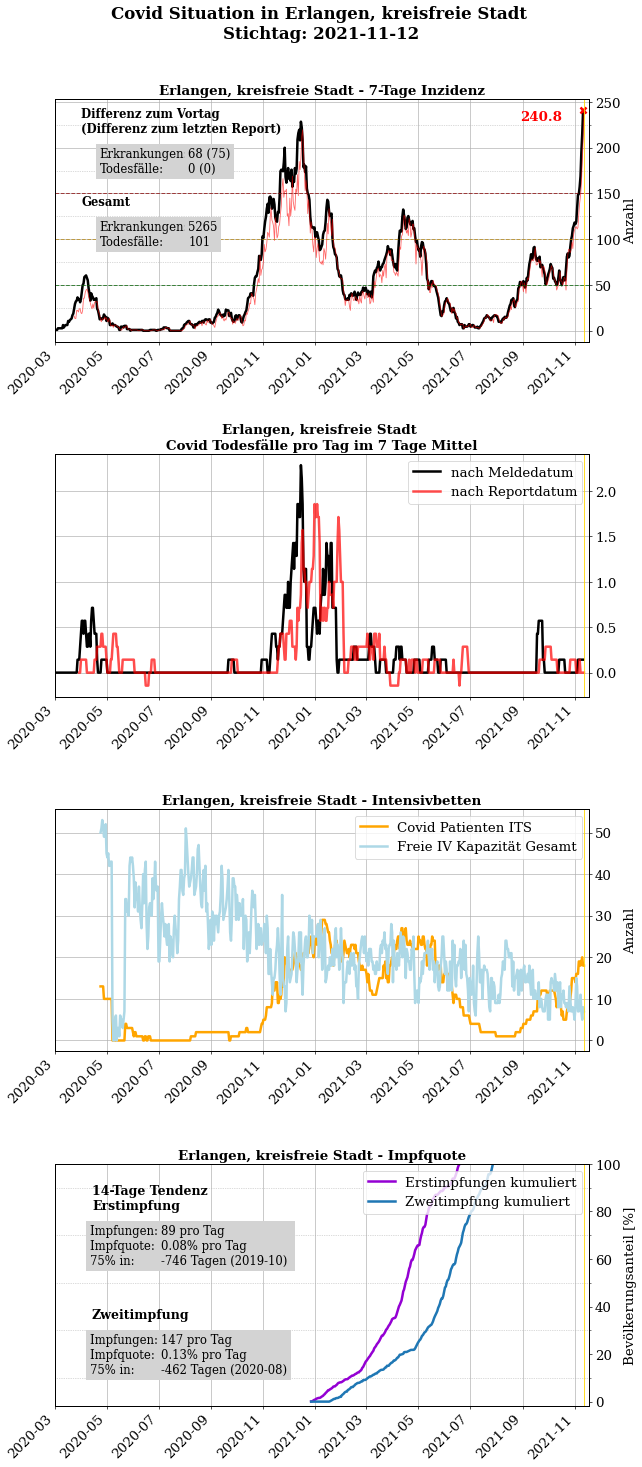 Covid Situation in Erlangen, kreisfreie Stadt
Stichtag: 2021-11-12
Erlangen, kreisfreie Stadt - 7-Tage Inzidenz
Differenz zum Vortag
(Differenz zum letzten Report)
Erkrankungen 68 (75)
Todesfälle: 0 (0)
Gesamt
Erkrankungen 5265
Todesfälle: 101
240.8
250
200
150
100
50
0
Anzahl
2020-03
2020-05
2020-07
2020-09
2020-11
2021-01
2021-03
2021-05
2021-07
2021-09
2021-11
Erlangen, kreisfreie Stadt
Covid Todesfälle pro Tag im 7 Tage Mittel
nach Meldedatum
nach Reportdatum
2.0
1.5
1.0
0.5
0.0
2020-03
2020-05
2020-07
2020-09
2020-11
2021-01
2021-03
2021-05
2021-07
2021-09
2021-11
Erlangen, kreisfreie Stadt - Intensivbetten
Covid Patienten ITS
Freie IV Kapazität Gesamt
50
40
30
20
10
0
Anzahl
2020-03
2020-05
2020-07
2020-09
2020-11
2021-01
2021-03
2021-05
2021-07
2021-09
2021-11
Erlangen, kreisfreie Stadt - Impfquote
14-Tage Tendenz
Erstimpfung
Impfungen: 89 pro Tag
Impfquote: 0.08% pro Tag
75% in: -746 Tagen (2019-10)
Zweitimpfung
Impfungen: 147 pro Tag
Impfquote: 0.13% pro Tag
75% in: -462 Tagen (2020-08)
Erstimpfungen kumuliert
Zweitimpfung kumuliert
100
80
60
40
20
0
Bevölkerungsanteil [%]
2020-03
2020-05
2020-07
2020-09
2020-11
2021-01
2021-03
2021-05
2021-07
2021-09
2021-11